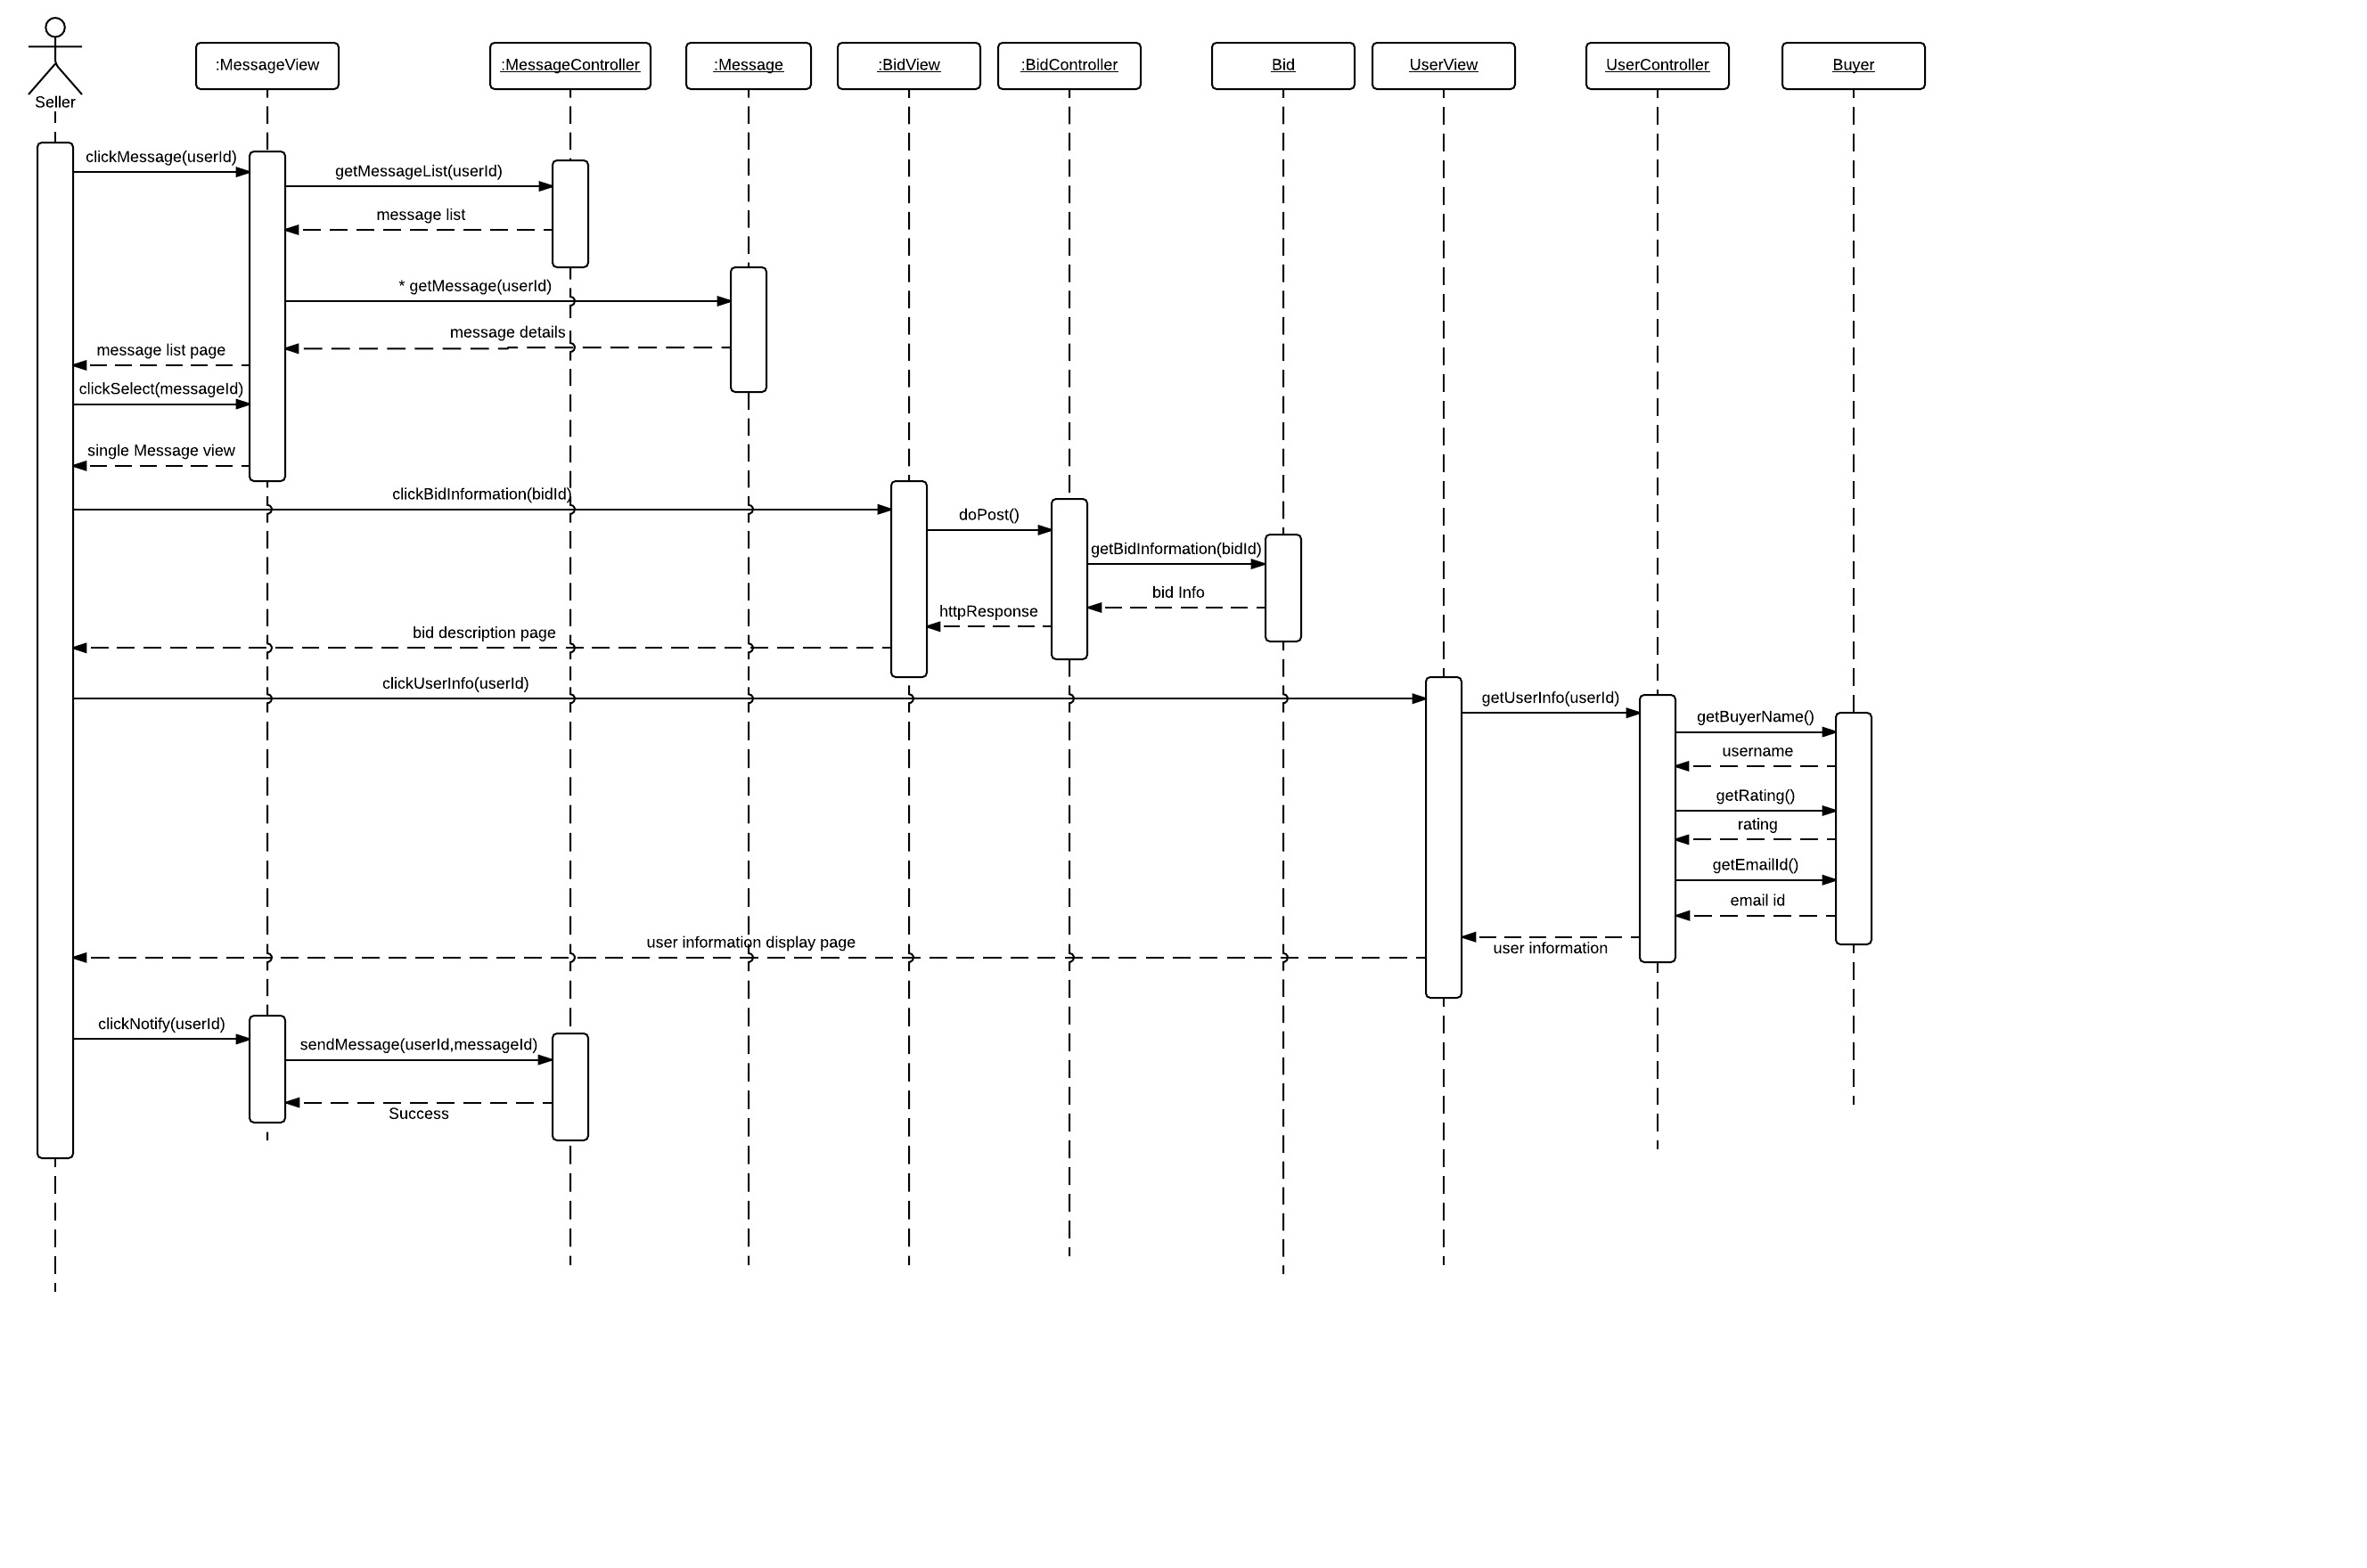 Seller
:MessageView
:MessageController
:Message
:BidView
:BidController
Bid
UserView
UserController
Buyer
clickMessage(userId)
getMessageList(userId)
message list
* getMessage(userId)
message details
message list page
clickSelect(messageId)
single Message view
clickBidInformation(bidId)
doPost()
getBidInformation(bidId)
bid Info
httpResponse
bid description page
clickUserInfo(userId)
getUserInfo(userId)
getBuyerName()
username
getRating()
rating
getEmailId()
email id
user information
user information display page
clickNotify(userId)
sendMessage(userId,messageId)
Success